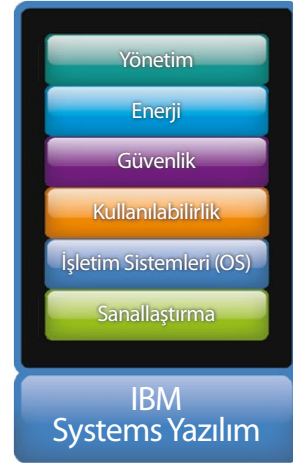 Yönetim
Enerji
Güvenlik
Kullanılabilirlik
İşletim Sistemleri (OS)
Sanallaştırma
IBM
Systems Yazılım